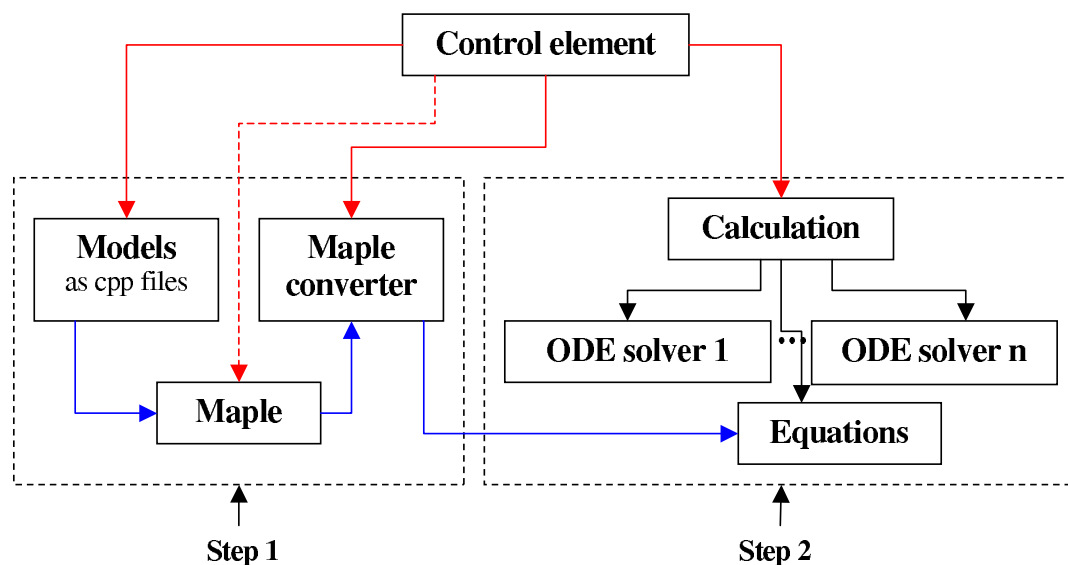 Control element
Models
as cpp files
Maple
converter
Maple
Calculation
ODE solver 1
...
ODE solver n
Equations
Step 1
Step 2